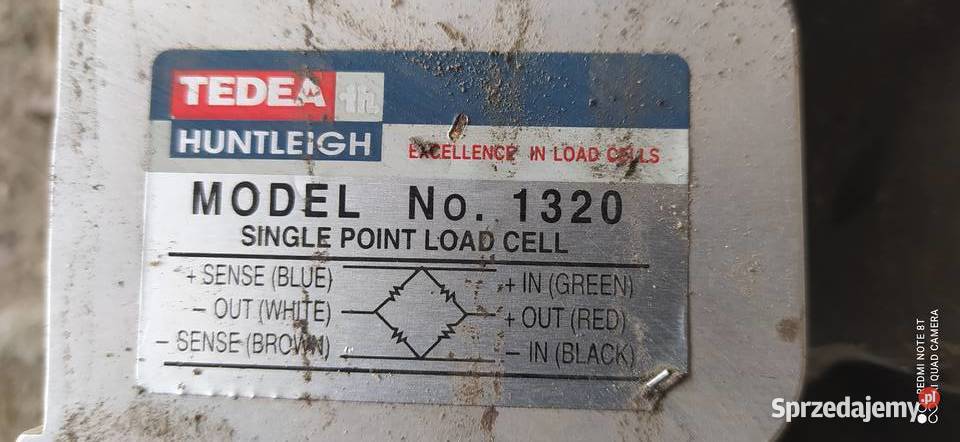 TEDEA th
HUNTLEIGH
EXCELLENCE IN LOAD CELLS
MODEL No. 1320
SINGLE POINT LOAD CELL
+ SENSE (BLUE) + IN (GREEN)
- OUT (WHITE) + OUT (RED)
- SENSE (BROWN) - IN (BLACK)
REDMI NOTE 8T
AI QUAD CAMERA
Sprzedajemy.pl